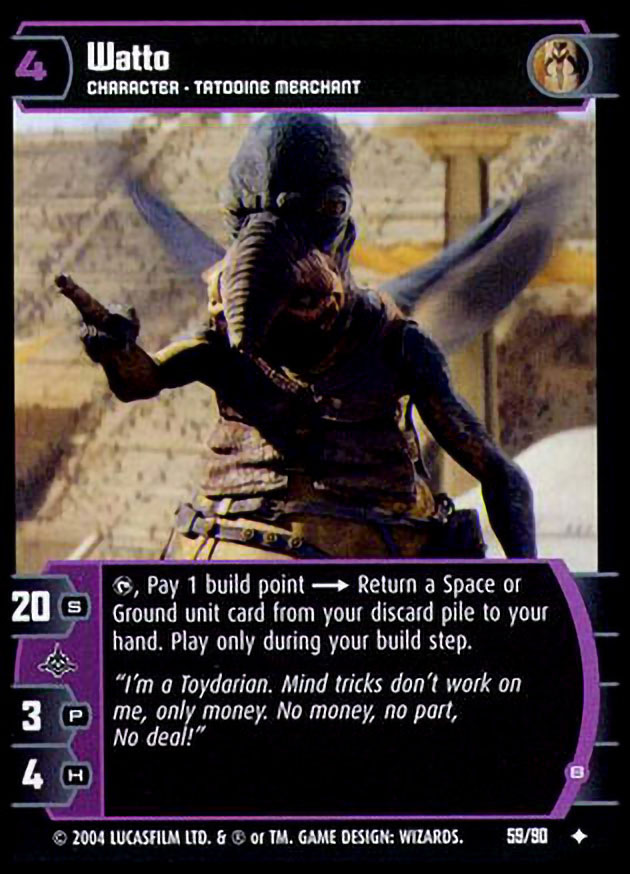 4
Watto
CHARACTER • TATOOINE MERCHANT
20 S
3 P
4 H
, Pay 1 build point → Return a Space or
Ground unit card from your discard pile to your
hand. Play only during your build step.
“I’m a Toydarian. Mind tricks don’t work on
me, only money. No money, no part,
No deal!”
B
© 2004 LUCASFILM LTD. & ® or TM. GAME DESIGN: WIZARDS.
59/90